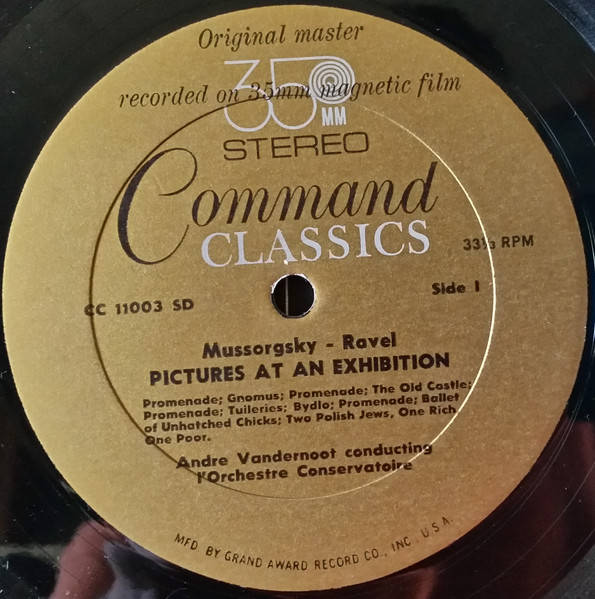 Original master
recorded on 35mm magnetic film
35
MM
STEREO
Command
CLASSICS
33⅓ RPM
CC 11003 SD
Side 1
Mussorgsky - Ravel
PICTURES AT AN EXHIBITION
Promenade; Gnomus; Promenade; The Old Castle;
Promenade; Tuileries; Bydlo; Promenade; Ballet
of Unhatched Chicks; Two Polish Jews, One Rich
One Poor.
Andre Vandernoot conducting
l'Orchestre Conservatoire
MFD. BY GRAND AWARD RECORD CO., INC. U.S.A.